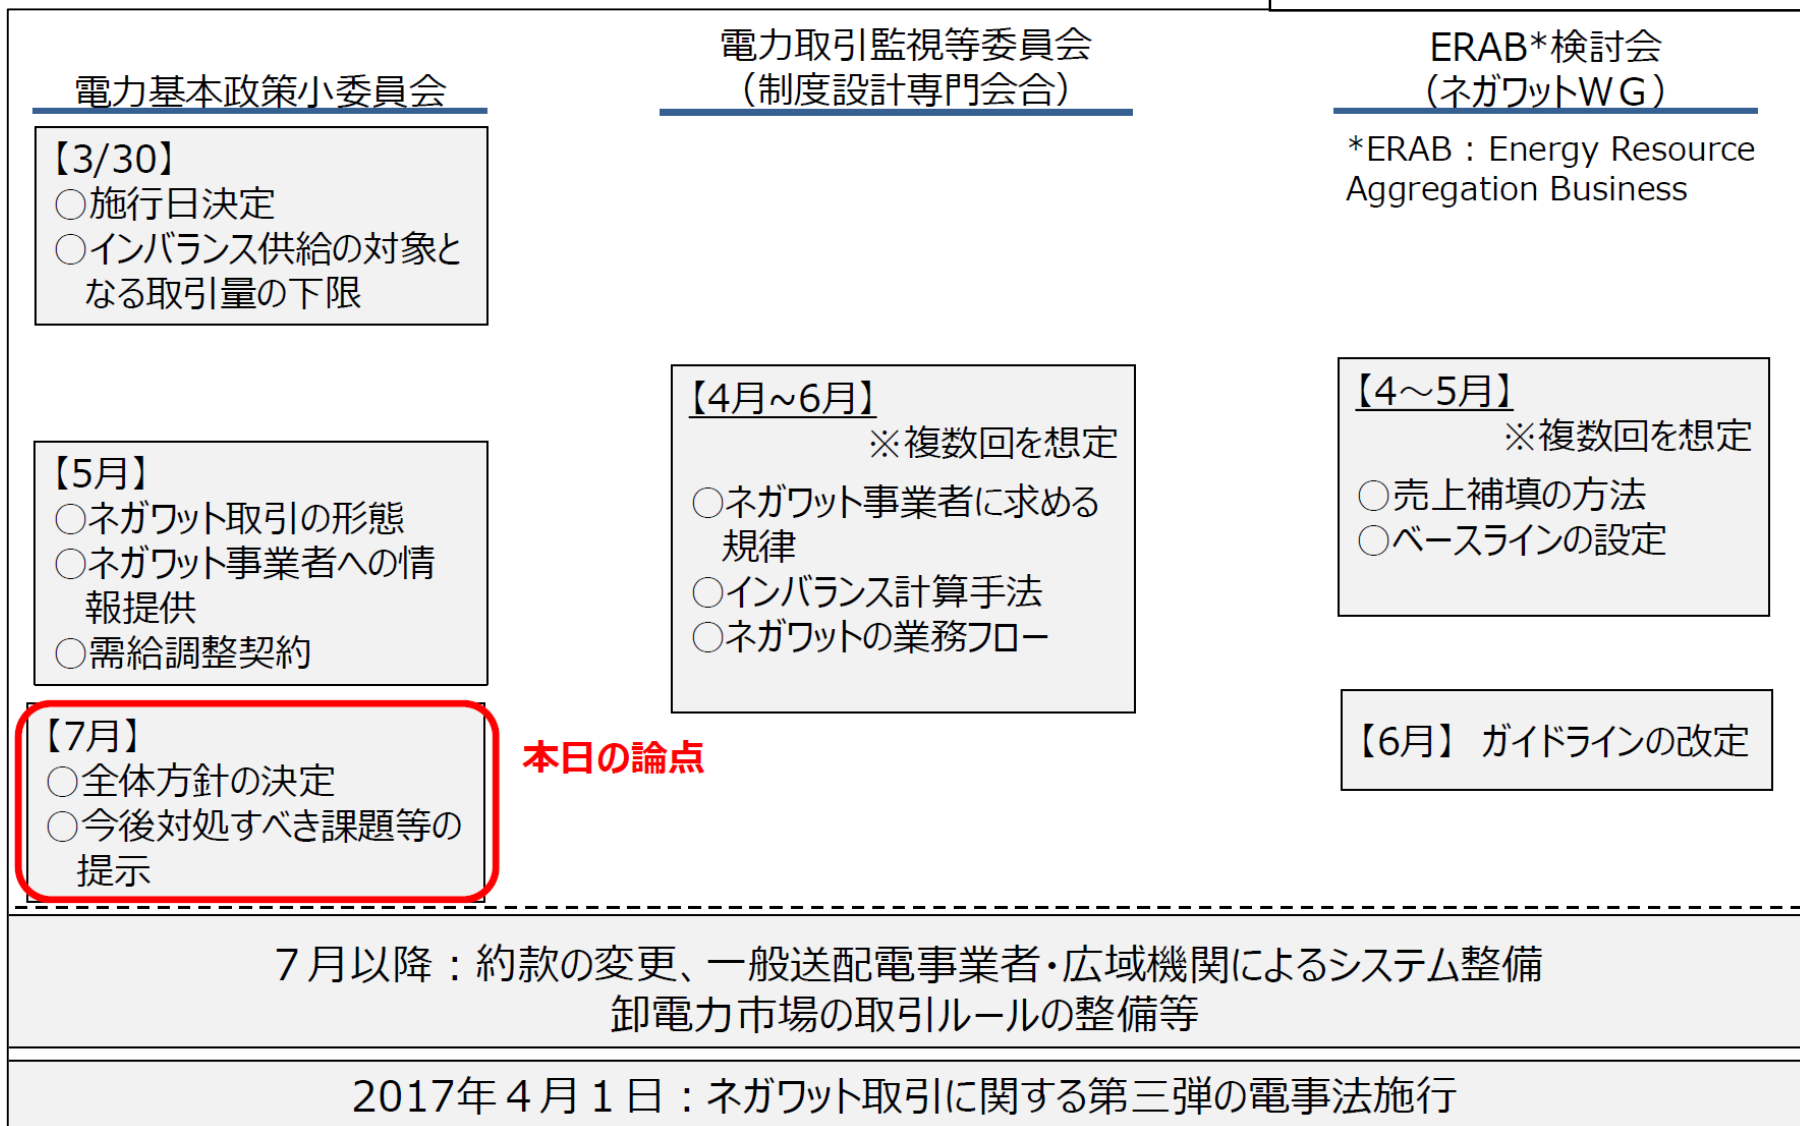 電力基本政策小委員会
【3/30】
○施行日決定
○インバランス供給の対象と
なる取引量の下限
【5月】
○ネガワット取引の形態
○ネガワット事業者への情
報提供
○需給調整契約
【7月】
○全体方針の決定
○今後対処すべき課題等の
提示
本日の論点
電力取引監視等委員会
（制度設計専門会合）
【4月~6月】
※複数回を想定
○ネガワット事業者に求める
規律
○インバランス計算手法
○ネガワットの業務フロー
ERAB*検討会
（ネガワットＷＧ）
*ERAB：Energy Resource
Aggregation Business
【4～5月】
※複数回を想定
○売上補填の方法
○ベースラインの設定
【6月】 ガイドラインの改定
７月以降：約款の変更、一般送配電事業者・広域機関によるシステム整備
卸電力市場の取引ルールの整備等
2017年４月１日：ネガワット取引に関する第三弾の電事法施行